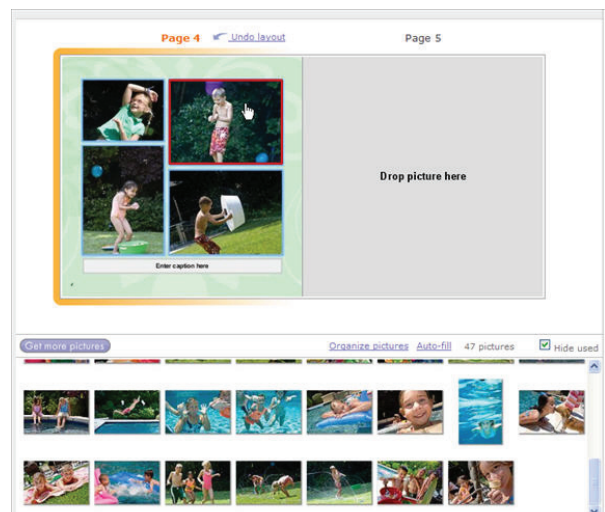 Page 4 Undo layout Page 5
Drop picture here
Enter caption here
Get more pictures Organize pictures Auto-fill 47 pictures Hide used